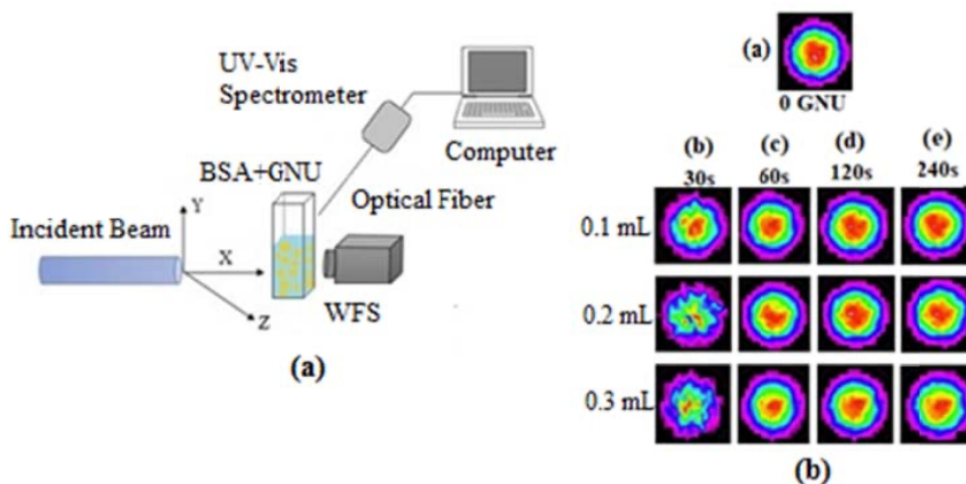 UV-Vis
Spectrometer
Computer
BSA+GNU
Optical Fiber
Incident Beam
Y
X
Z
WFS
(a)
(a)
0 GNU
(b) (c) (d) (e)
30s 60s 120s 240s
0.1 mL
0.2 mL
0.3 mL
(b)